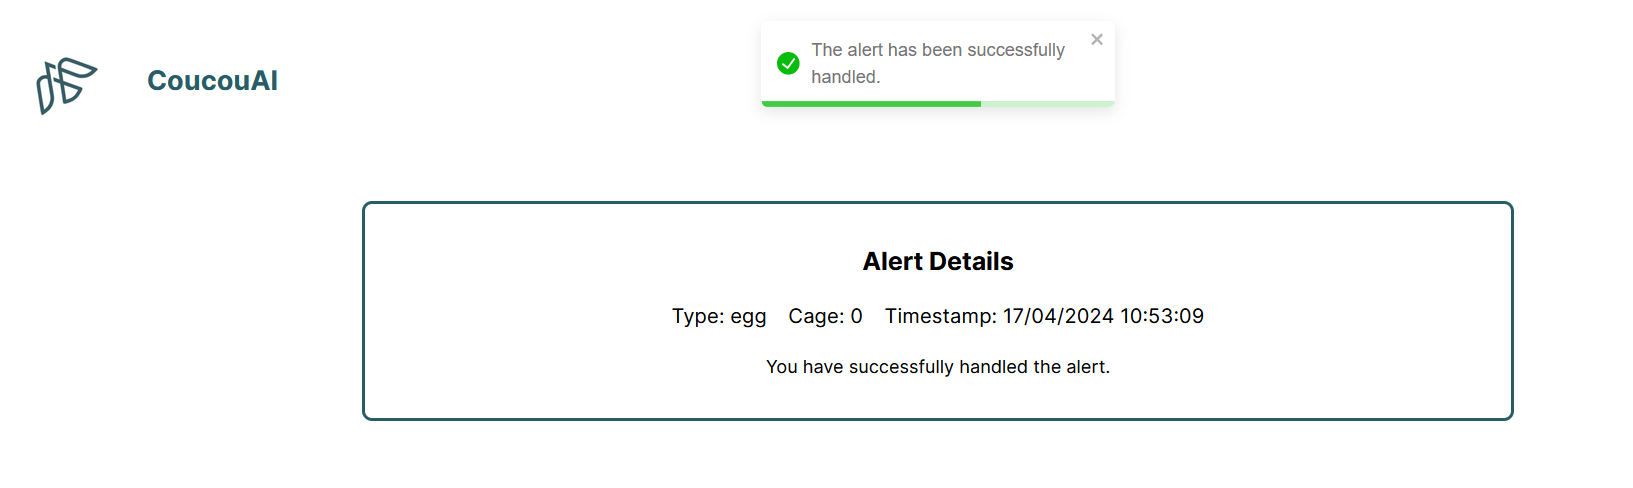 CoucouAI
The alert has been successfully
handled.
Alert Details
Type: egg Cage: 0 Timestamp: 17/04/2024 10:53:09
You have successfully handled the alert.